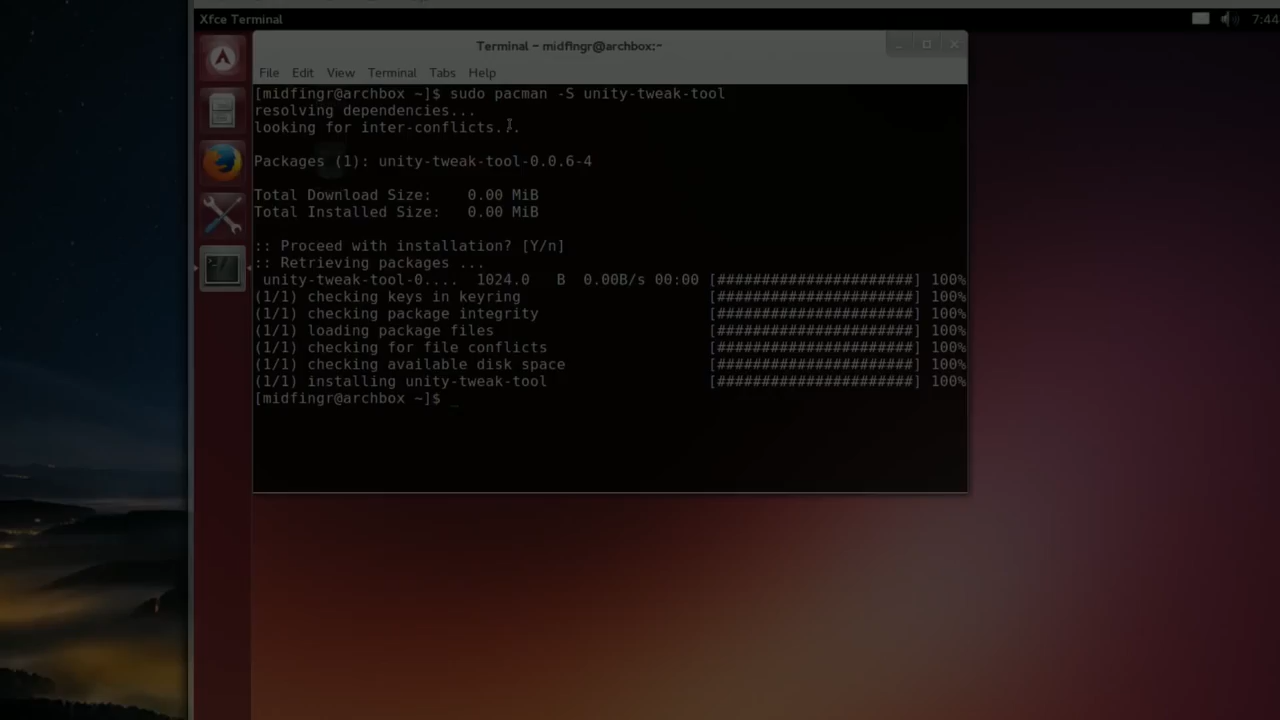 Xfce Terminal
7:44
Terminal - midfingr@archbox:~
File Edit View Terminal Tabs Help
[midfingr@archbox ~]$ sudo pacman -S unity-tweak-tool
resolving dependencies...
looking for inter-conflicts...
Packages (1): unity-tweak-tool-0.0.6-4
Total Download Size:    0.00 MiB
Total Installed Size:   0.00 MiB
:: Proceed with installation? [Y/n]
:: Retrieving packages ...
unity-tweak-tool-0....  1024.0   B  0.00B/s 00:00 [######################] 100%
(1/1) checking keys in keyring                     [######################] 100%
(1/1) checking package integrity                   [######################] 100%
(1/1) loading package files                        [######################] 100%
(1/1) checking for file conflicts                  [######################] 100%
(1/1) checking available disk space                [######################] 100%
(1/1) installing unity-tweak-tool                  [######################] 100%
[midfingr@archbox ~]$ _